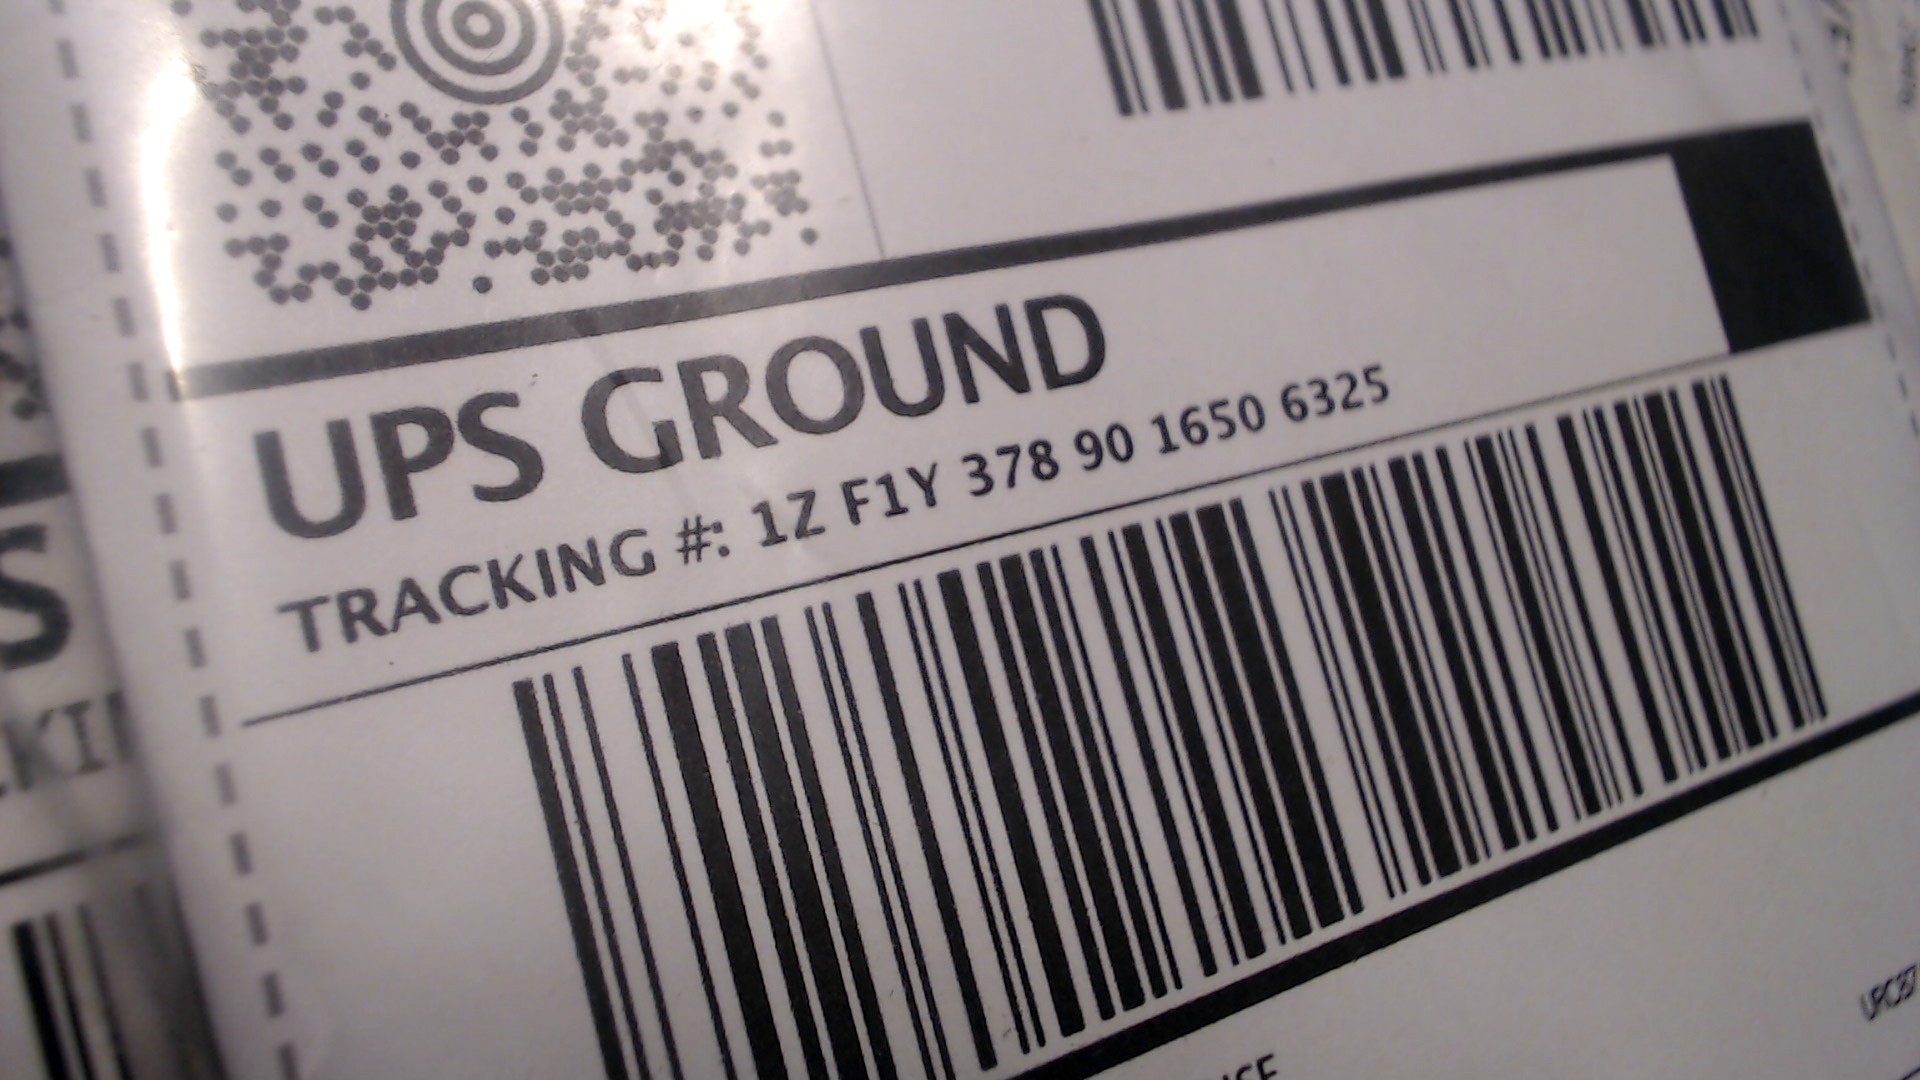 UPS GROUND
TRACKING #: 1Z F1Y 378 90 1650 6325
S